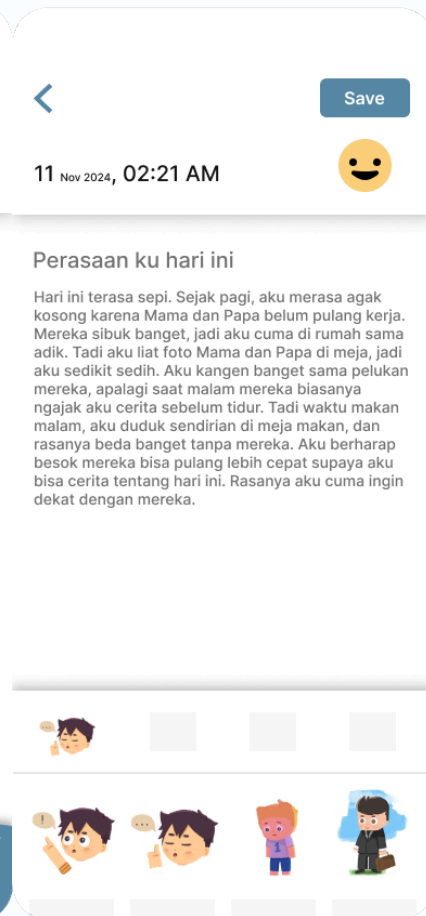 Save
11 Nov 2024, 02:21 AM
Perasaan ku hari ini
Hari ini terasa sepi. Sejak pagi, aku merasa agak
kosong karena Mama dan Papa belum pulang kerja.
Mereka sibuk banget, jadi aku cuma di rumah sama
adik. Tadi aku liat foto Mama dan Papa di meja, jadi
aku sedikit sedih. Aku kangen banget sama pelukan
mereka, apalagi saat malam mereka biasanya
ngajak aku cerita sebelum tidur. Tadi waktu makan
malam, aku duduk sendirian di meja makan, dan
rasanya beda banget tanpa mereka. Aku berharap
besok mereka bisa pulang lebih cepat supaya aku
bisa cerita tentang hari ini. Rasanya aku cuma ingin
dekat dengan mereka.